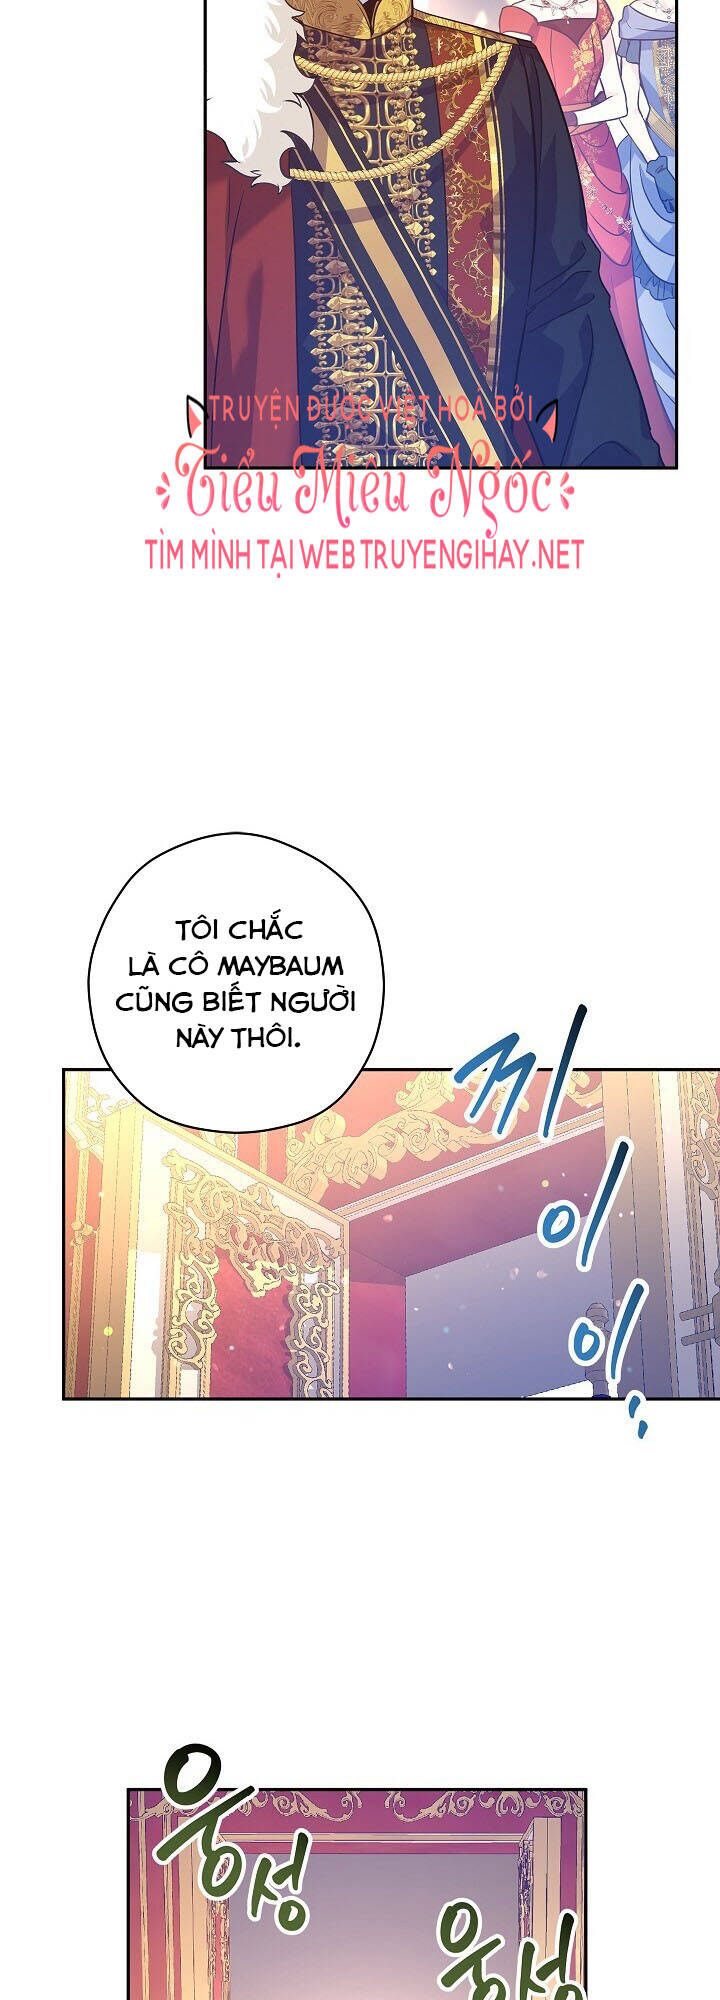 TRUYỆN ĐƯỢC VIỆT HOÁ BỞI
Tiểu Miêu Ngốc
TÌM MÌNH TẠI WEB TRUYENGIHAY.NET
TÔI CHẮC
LÀ CÔ MAYBAUM
CŨNG BIẾT NGƯỜI
NÀY THÔI.
끼
이
이
웅성
웅성